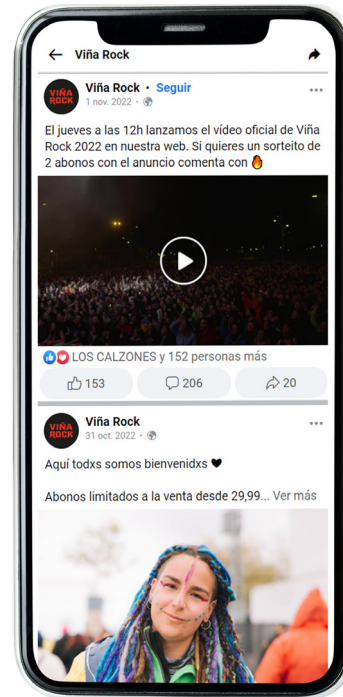 Viña Rock
VIÑA
ROCK
Viña Rock • Seguir
1 nov. 2022 ·
El jueves a las 12h lanzamos el vídeo oficial de Viña
Rock 2022 en nuestra web. Si quieres un sorteito de
2 abonos con el anuncio comenta con 🔥
LOS CALZONES y 152 personas más
153 206 20
VIÑA
ROCK
Viña Rock
31 oct. 2022 ·
Aquí todxs somos bienvenidxs 🖤
Abonos limitados a la venta desde 29,99... Ver más